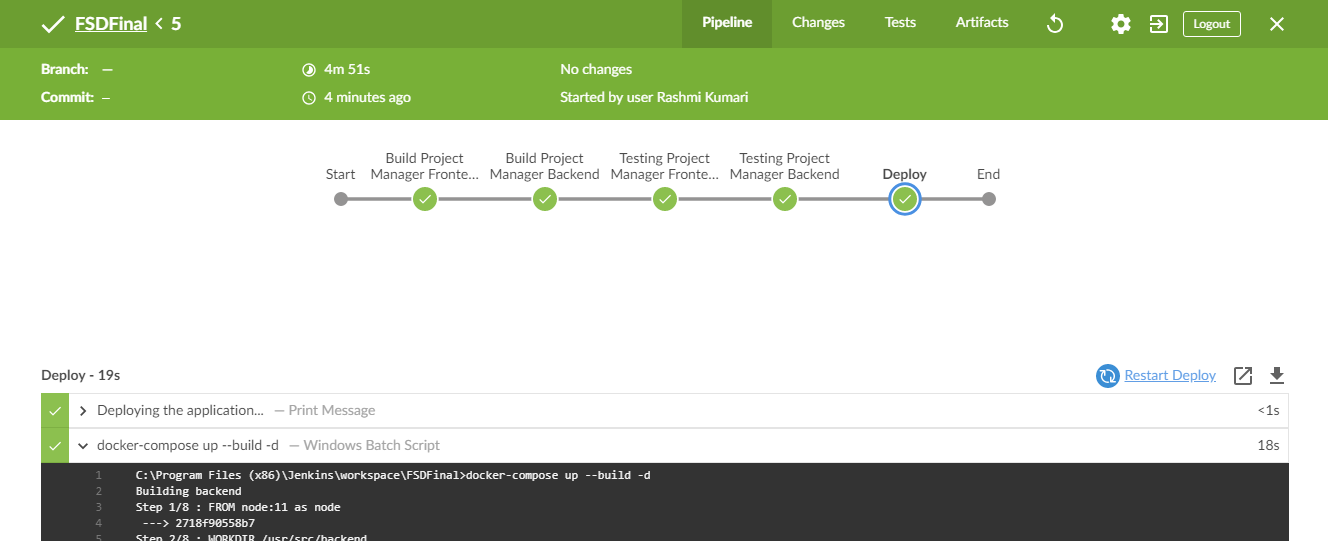 FSDFinal < 5
Pipeline Changes Tests Artifacts Logout
Branch: — 4m 51s No changes
Commit: — 4 minutes ago Started by user Rashmi Kumari
Build Project Build Project Testing Project Testing Project
Start Manager Fronte... Manager Backend Manager Fronte... Manager Backend Deploy End
Deploy - 19s Restart Deploy
Deploying the application... — Print Message <1s
docker-compose up --build -d — Windows Batch Script 18s
1 C:\Program Files (x86)\Jenkins\workspace\FSDFinal>docker-compose up --build -d
2 Building backend
3 Step 1/8 : FROM node:11 as node
4 ---> 2718f90558b7
5 Step 2/8 : WORKDIR /usr/src/backend